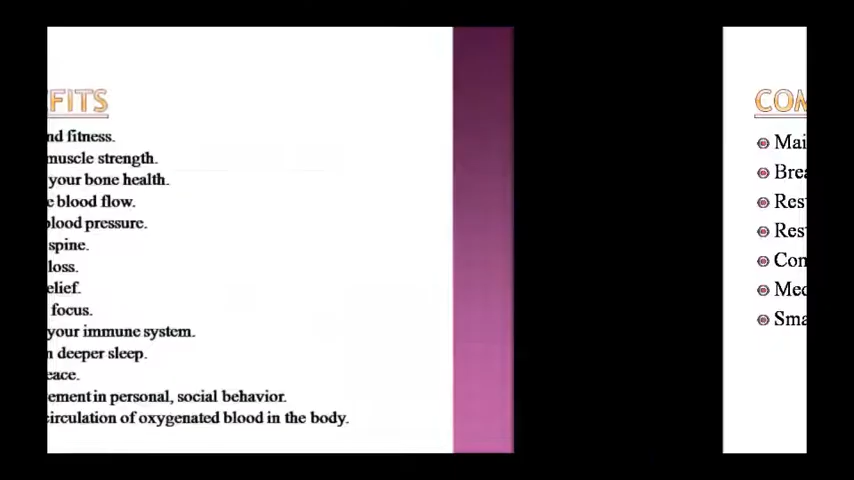 FITS
nd fitness.
muscle strength.
your bone health.
e blood flow.
blood pressure.
spine.
loss.
elief.
focus.
your immune system.
n deeper sleep.
eace.
ement in personal, social behavior.
circulation of oxygenated blood in the body.
COM
Mai
Brea
Rest
Rest
Con
Med
Sma